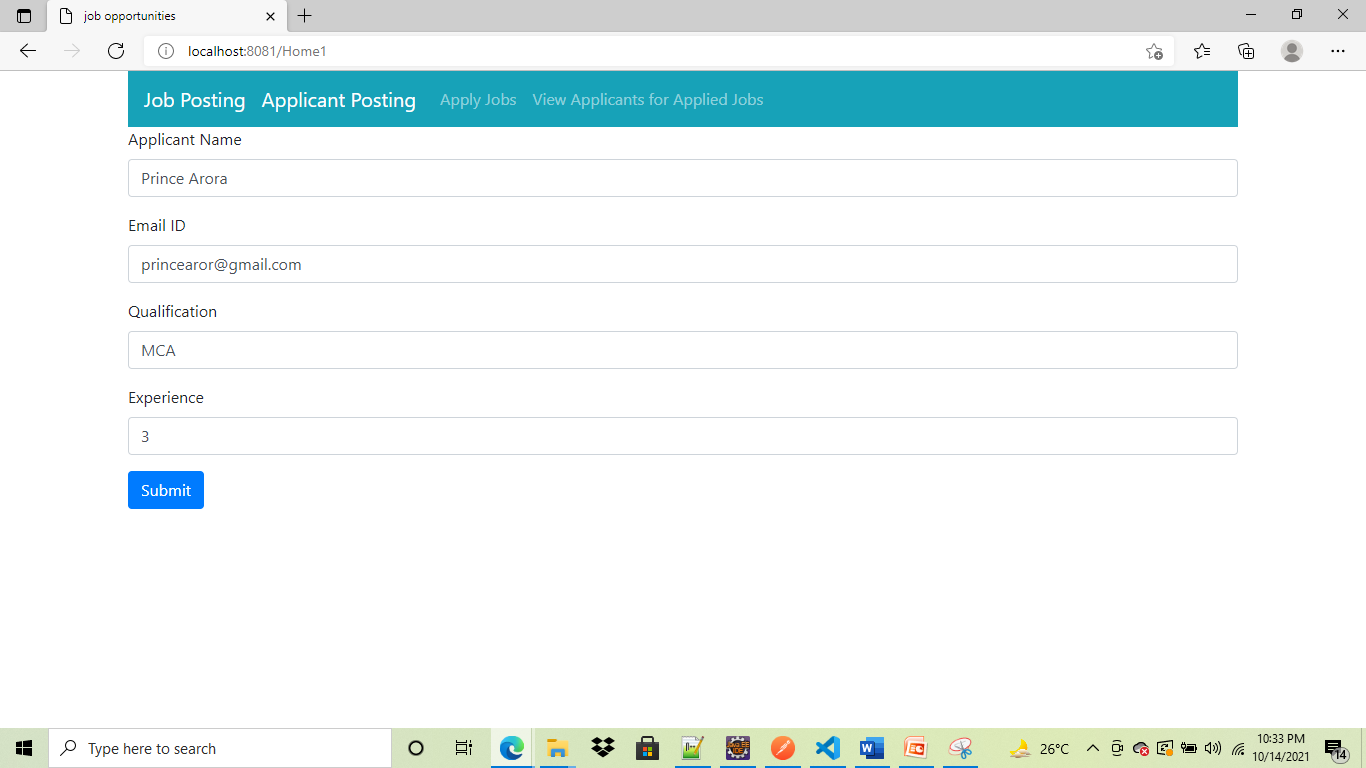 job opportunities
localhost:8081/Home1
Job Posting Applicant Posting Apply Jobs View Applicants for Applied Jobs
Applicant Name
Prince Arora
Email ID
princearor@gmail.com
Qualification
MCA
Experience
3
Submit
Type here to search
26°C
10:33 PM
10/14/2021
14